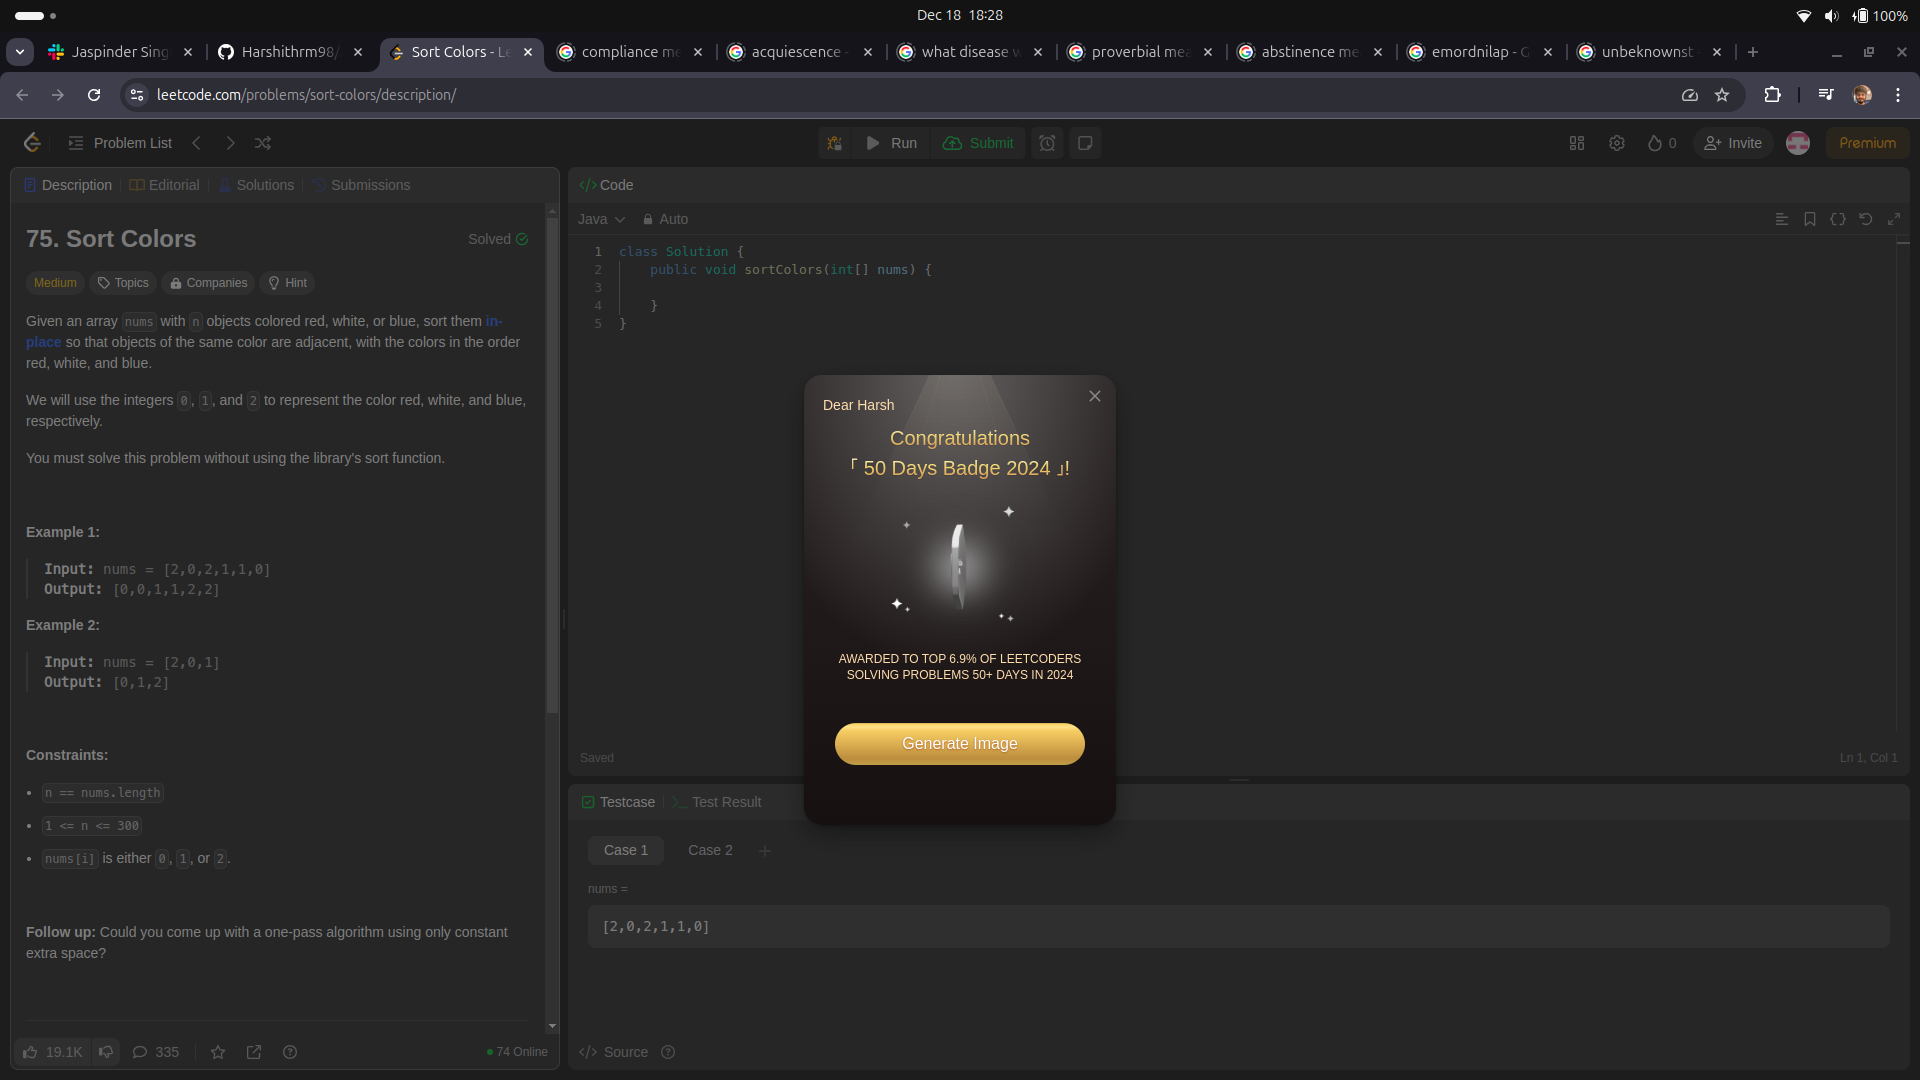 Dec 18 18:28
100%
Jaspinder Sing
Harshithrm98/
Sort Colors - Le
compliance me
acquiescence -
what disease w
proverbial mea
abstinence me
emordnilap - G
unbeknownst
leetcode.com/problems/sort-colors/description/
Problem List
Run
Submit
0
Invite
Premium
Description
Editorial
Solutions
Submissions
75. Sort Colors
Solved
Medium
Topics
Companies
Hint
Given an array nums with n objects colored red, white, or blue, sort them in-
place so that objects of the same color are adjacent, with the colors in the order
red, white, and blue.
We will use the integers 0, 1, and 2 to represent the color red, white, and blue,
respectively.
You must solve this problem without using the library's sort function.
Example 1:
Input: nums = [2,0,2,1,1,0]
Output: [0,0,1,1,2,2]
Example 2:
Input: nums = [2,0,1]
Output: [0,1,2]
Constraints:
• n == nums.length
• 1 <= n <= 300
• nums[i] is either 0, 1, or 2.
Follow up: Could you come up with a one-pass algorithm using only constant
extra space?
19.1K
335
74 Online
</> Code
Java
Auto
1 class Solution {
2 public void sortColors(int[] nums) {
3
4 }
5 }
Saved
Ln 1, Col 1
Dear Harsh
Congratulations
「 50 Days Badge 2024 」!
AWARDED TO TOP 6.9% OF LEETCODERS
SOLVING PROBLEMS 50+ DAYS IN 2024
Generate Image
Testcase
Test Result
Case 1
Case 2
nums =
[2,0,2,1,1,0]
</> Source